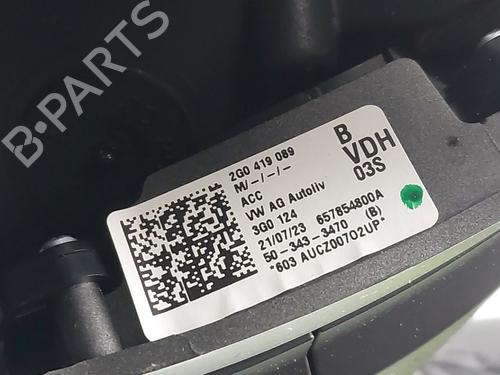 B-PARTS
2G0 419 089
B
M/-/-/-
VDH
ACC
03S
VW AG Autoliv
3G0 124
21/07/23 657854800A
50-343-3470 (B)
*603 AUCZ00702UP*